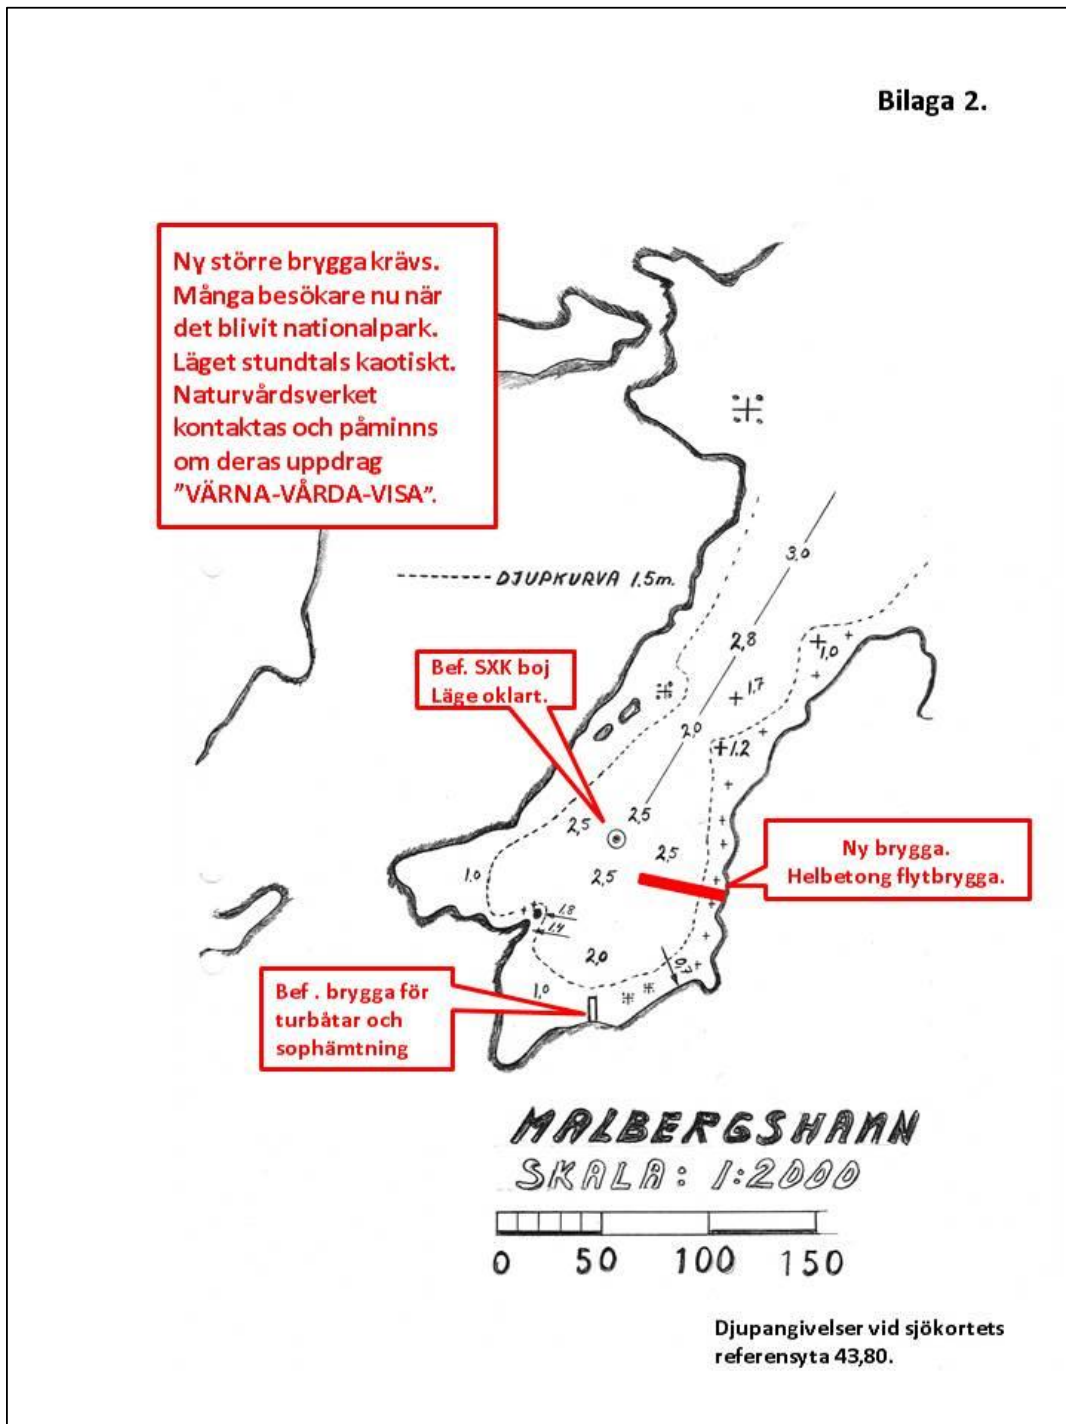 Bilaga 2.
Ny större brygga krävs.
Många besökare nu när
det blivit nationalpark.
Läget stundtals kaotiskt.
Naturvårdsverket
kontaktas och påminns
om deras uppdrag
”VÄRNA-VÅRDA-VISA”.
3,0
DJUPKURVA 1.5m.
2,8
1,0
Bef. SXK boj
Läge oklart.
1.7
2,0
1.2
2,5
2,5
2,5
Ny brygga.
Helbetong flytbrygga.
1.0
2,5
1.8
1.4
2,0
0,7
1,0
Bef . brygga för
turbåtar och
sophämtning
MALBERGSHAMN
SKALA: 1:2000
0 50 100 150
Djupangivelser vid sjökortets
referensyta 43,80.